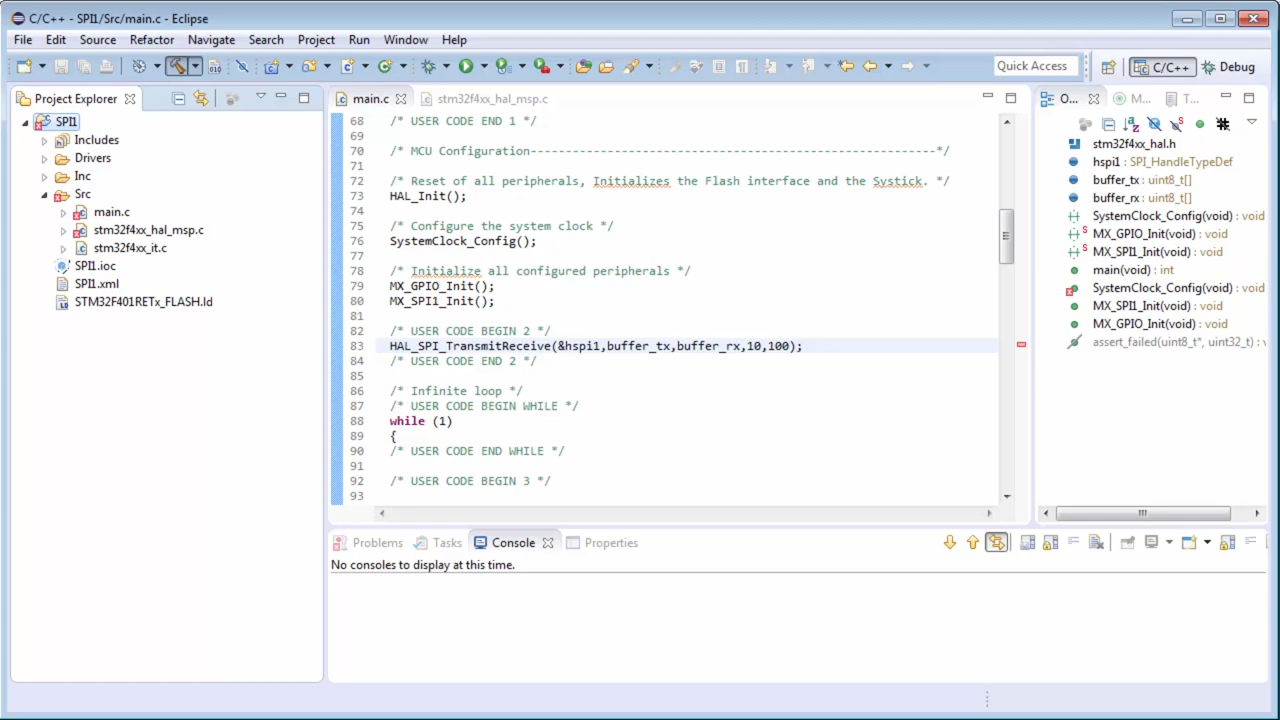 C/C++ - SPI1/Src/main.c - Eclipse
File Edit Source Refactor Navigate Search Project Run Window Help
010
Quick Access
C/C++
Debug
Project Explorer
main.c
stm32f4xx_hal_msp.c
O...
M...
T...
SPI1
Includes
Drivers
Inc
Src
main.c
stm32f4xx_hal_msp.c
stm32f4xx_it.c
SPI1.ioc
SPI1.xml
STM32F401RETx_FLASH.ld
68 /* USER CODE END 1 */
69
70 /* MCU Configuration----------------------------------------------------------*/
71
72 /* Reset of all peripherals, Initializes the Flash interface and the Systick. */
73 HAL_Init();
74
75 /* Configure the system clock */
76 SystemClock_Config();
77
78 /* Initialize all configured peripherals */
79 MX_GPIO_Init();
80 MX_SPI1_Init();
81
82 /* USER CODE BEGIN 2 */
83 HAL_SPI_TransmitReceive(&hspi1,buffer_tx,buffer_rx,10,100);
84 /* USER CODE END 2 */
85
86 /* Infinite loop */
87 /* USER CODE BEGIN WHILE */
88 while (1)
89 {
90 /* USER CODE END WHILE */
91
92 /* USER CODE BEGIN 3 */
93
stm32f4xx_hal.h
hspi1 : SPI_HandleTypeDef
buffer_tx : uint8_t[]
buffer_rx : uint8_t[]
SystemClock_Config(void) : void
MX_GPIO_Init(void) : void
MX_SPI1_Init(void) : void
main(void) : int
SystemClock_Config(void) : void
MX_SPI1_Init(void) : void
MX_GPIO_Init(void) : void
assert_failed(uint8_t*, uint32_t) : v
Problems
Tasks
Console
Properties
No consoles to display at this time.